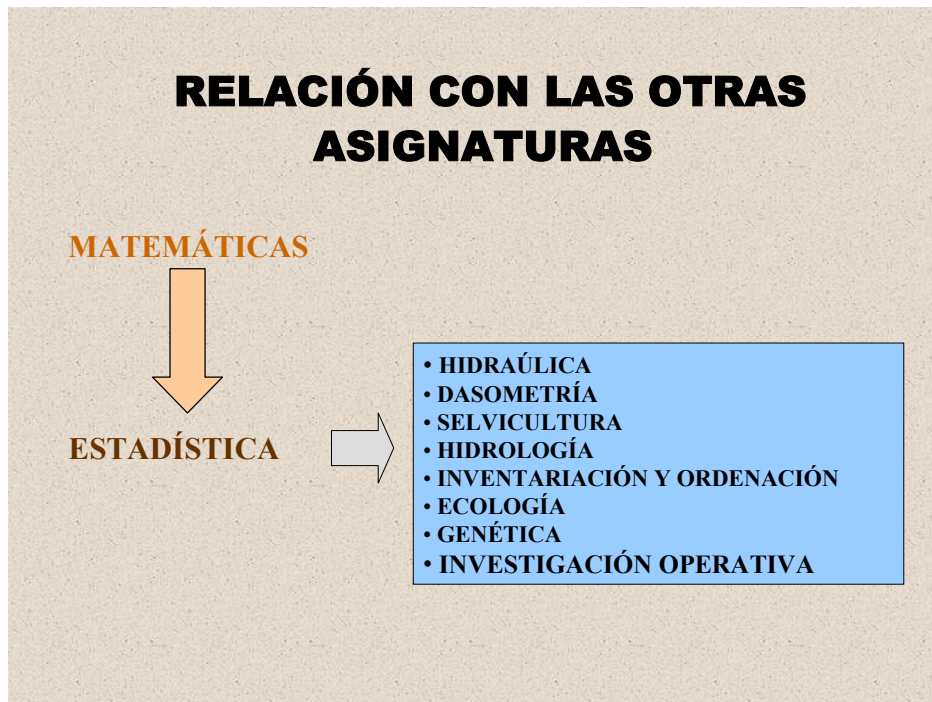 RELACIÓN CON LAS OTRAS
ASIGNATURAS
MATEMÁTICAS
ESTADÍSTICA
• HIDRAÚLICA
• DASOMETRÍA
• SELVICULTURA
• HIDROLOGÍA
• INVENTARIACIÓN Y ORDENACIÓN
• ECOLOGÍA
• GENÉTICA
• INVESTIGACIÓN OPERATIVA